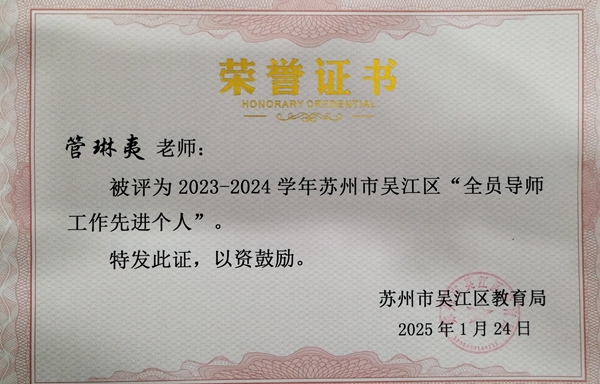 荣誉证书
HONORARY CREDENTIAL
管琳夷 老师：
被评为 2023-2024 学年苏州市吴江区“全员导师
工作先进个人”。
特发此证，以资鼓励。
苏州市吴江区教育局
2025 年 1 月 24 日